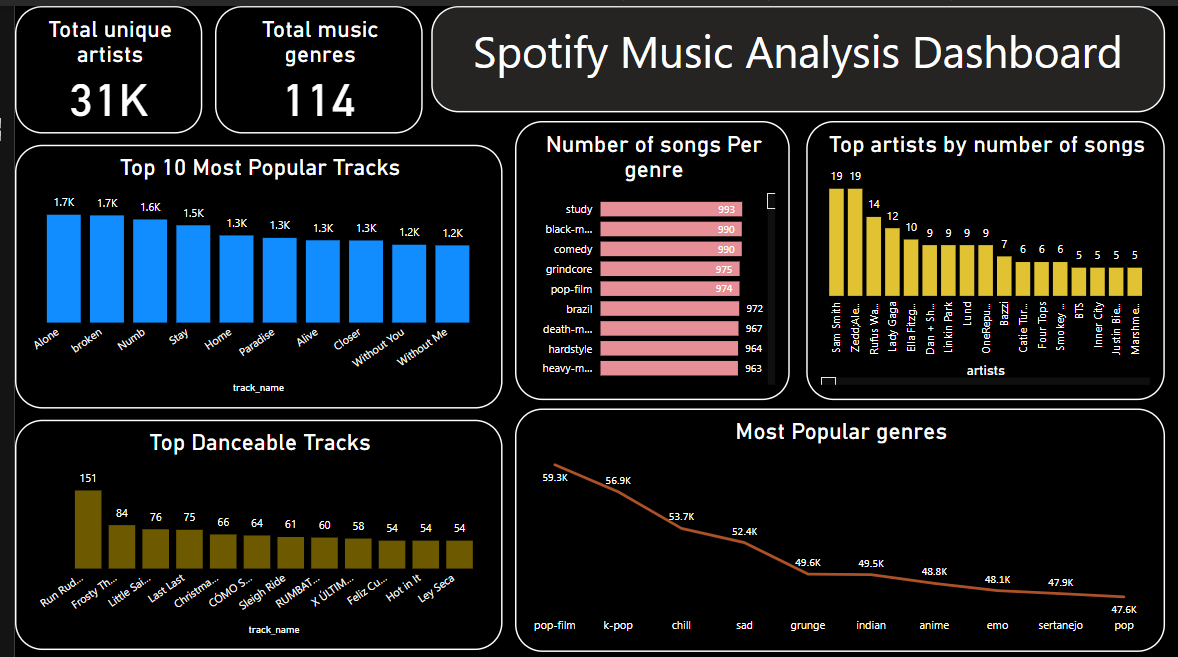 Total unique
artists
31K
Total music
genres
114
Spotify Music Analysis Dashboard
Top 10 Most Popular Tracks
1.7K 1.7K 1.6K 1.5K 1.3K 1.3K 1.3K 1.3K 1.2K 1.2K
Alone broken Numb Stay Home Paradise Alive Closer Without You Without Me
track_name
Number of songs Per
genre
study 993
black-m... 990
comedy 990
grindcore 975
pop-film 974
brazil 972
death-m... 967
hardstyle 964
heavy-m... 963
Top artists by number of songs
19 19 14 12 10 9 9 9 9 7 6 6 6 5 5 5 5
Sam Smith Zedd;Ale... Rufus Wa... Lady Gaga Ella Fitzg... Dan + Sh... Linkin Park Lund OneRepu... Bazzi Catie Tur... Four Tops Smokey ... BTS Inner City Justin Bie... Marshme...
artists
Top Danceable Tracks
151 84 76 75 66 64 61 60 58 54 54 54
Run Rud... Frosty Th... Little Sai... Last Last Christma... CÓMO S... Sleigh Ride RUMBAT... X ÚLTIM... Feliz Cu... Hot in It Ley Seca
track_name
Most Popular genres
59.3K 56.9K 53.7K 52.4K 49.6K 49.5K 48.8K 48.1K 47.9K 47.6K
pop-film k-pop chill sad grunge indian anime emo sertanejo pop